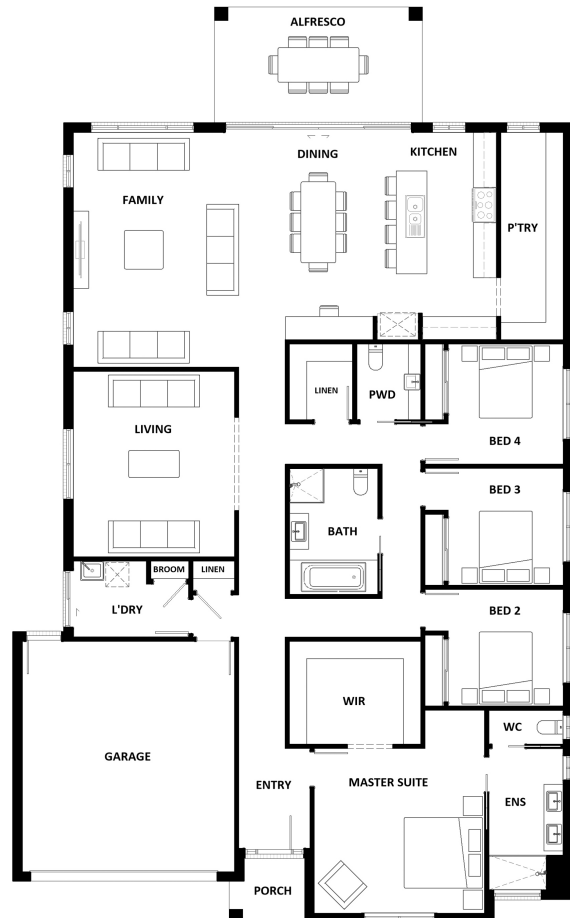 ALFRESCO
DINING
KITCHEN
FAMILY
P'TRY
LINEN
PWD
LIVING
BED 4
BED 3
BATH
BROOM
LINEN
L'DRY
BED 2
WIR
WC
GARAGE
ENTRY
MASTER SUITE
ENS
PORCH